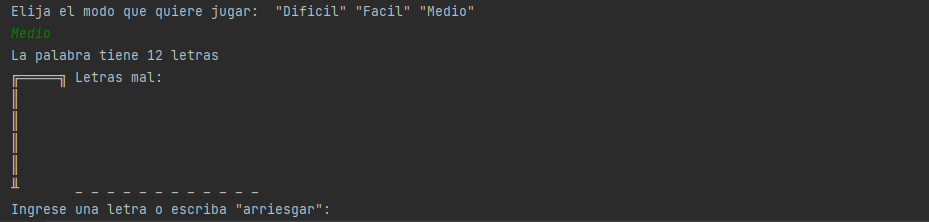 Elija el modo que quiere jugar:  "Dificil" "Facil" "Medio"
Medio
La palabra tiene 12 letras
╔═════╗ Letras mal:
║
║
║
║
╨       _ _ _ _ _ _ _ _ _ _ _ _
Ingrese una letra o escriba "arriesgar":